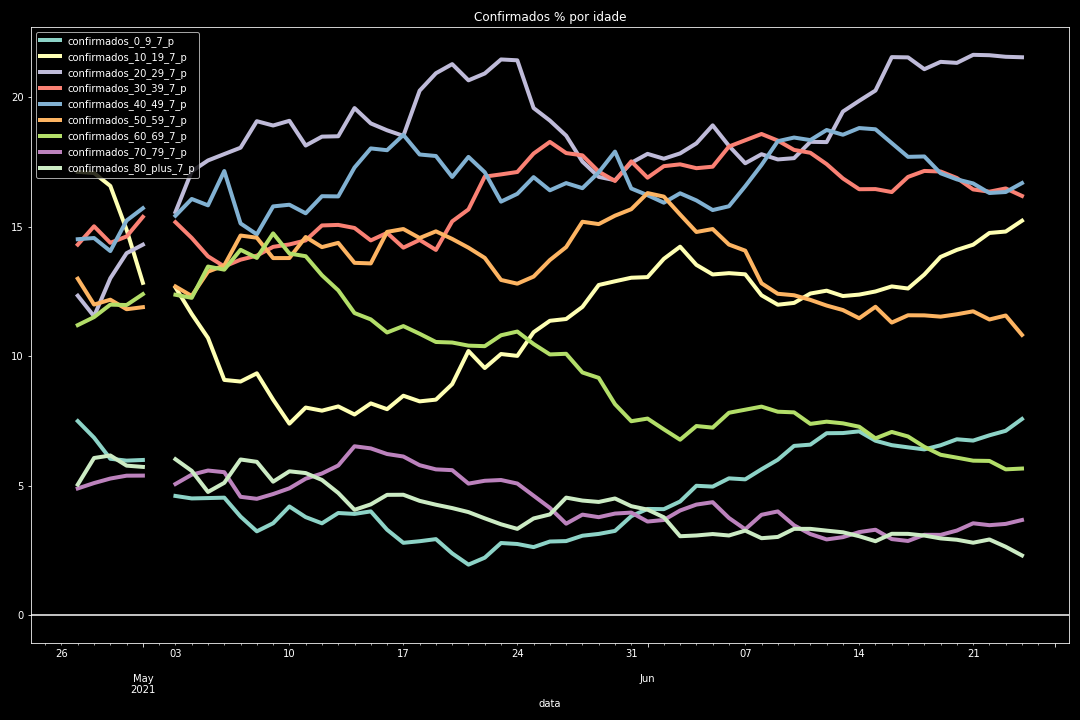 Confirmados % por idade
confirmados_0_9_7_p
confirmados_10_19_7_p
confirmados_20_29_7_p
confirmados_30_39_7_p
confirmados_40_49_7_p
confirmados_50_59_7_p
confirmados_60_69_7_p
confirmados_70_79_7_p
confirmados_80_plus_7_p
20
15
10
5
0
26 03 10 17 24 31 07 14 21
May Jun
2021
data